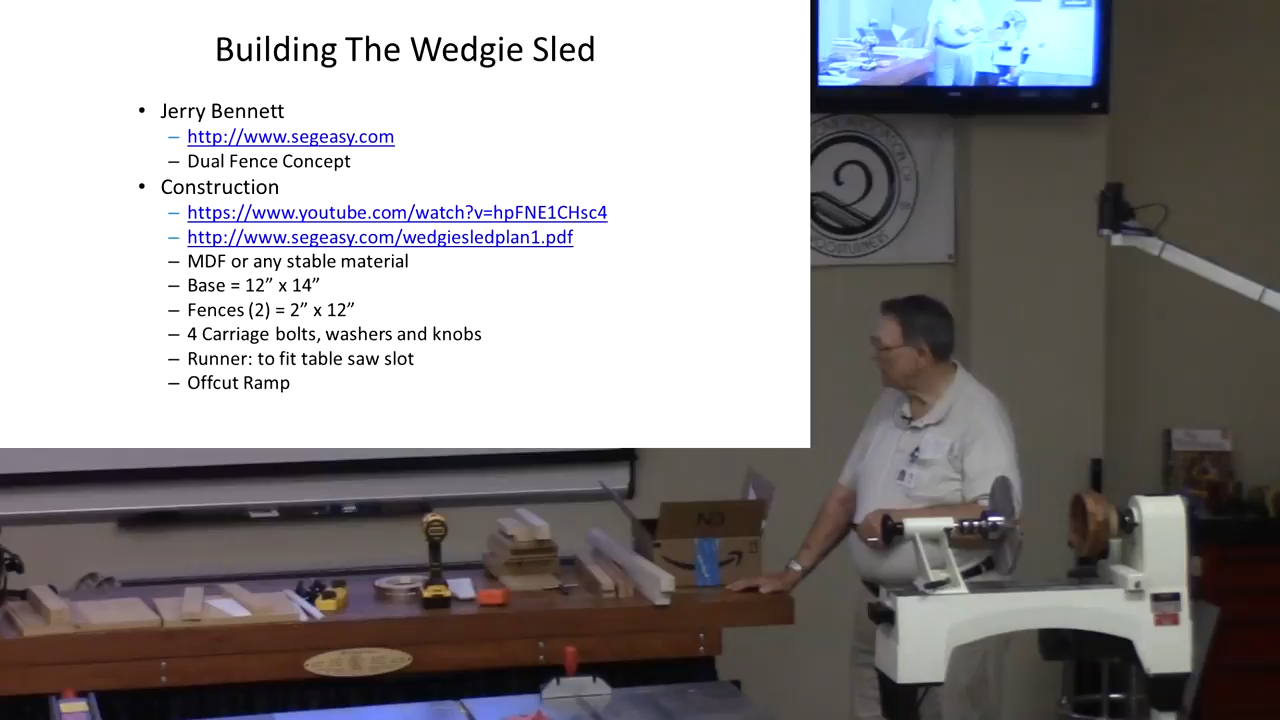 Building The Wedgie Sled
• Jerry Bennett
– http://www.segeasy.com
– Dual Fence Concept
• Construction
– https://www.youtube.com/watch?v=hpFNE1CHsc4
– http://www.segeasy.com/wedgiesledplan1.pdf
– MDF or any stable material
– Base = 12” x 14”
– Fences (2) = 2” x 12”
– 4 Carriage bolts, washers and knobs
– Runner: to fit table saw slot
– Offcut Ramp